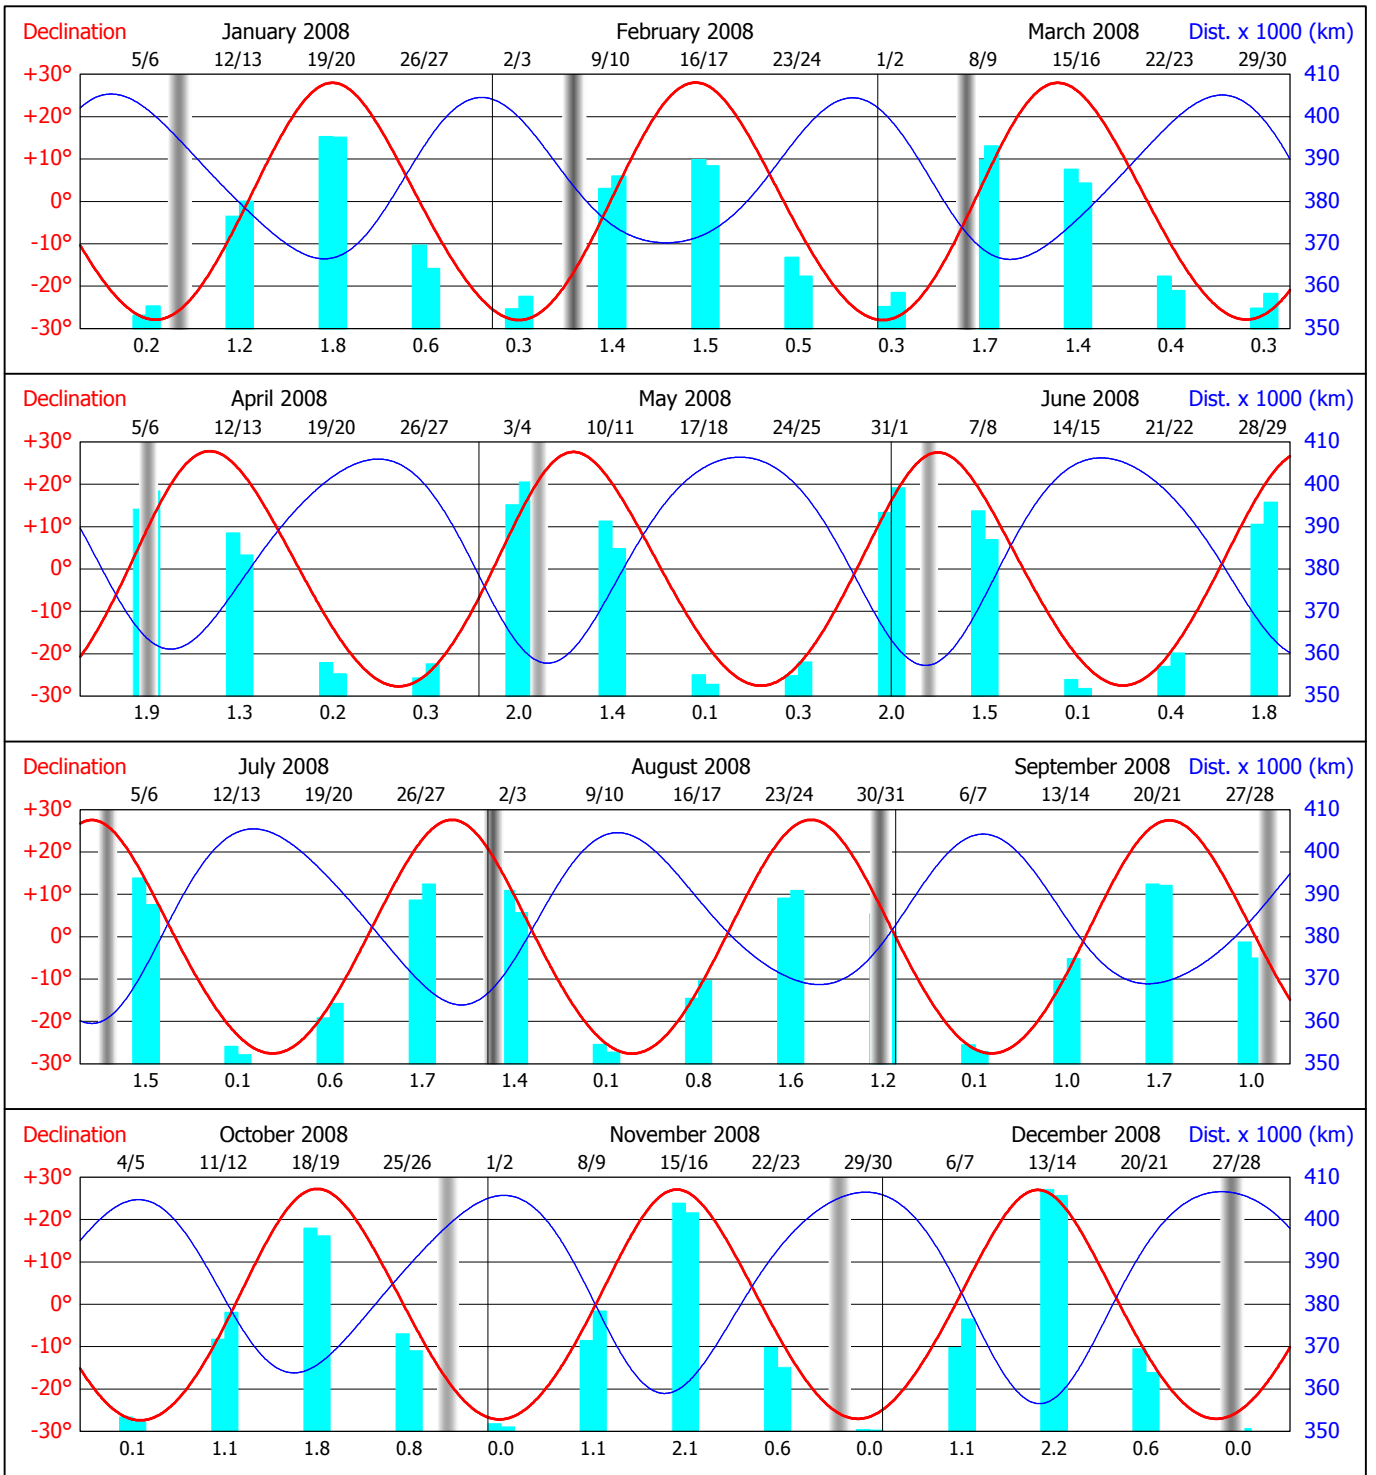 Declination January 2008 February 2008 March 2008 Dist. x 1000 (km)
5/6 12/13 19/20 26/27 2/3 9/10 16/17 23/24 1/2 8/9 15/16 22/23 29/30
+30° 410
+20° 400
+10° 390
0° 380
-10° 370
-20° 360
-30° 350
0.2 1.2 1.8 0.6 0.3 1.4 1.5 0.5 0.3 1.7 1.4 0.4 0.3
Declination April 2008 May 2008 June 2008 Dist. x 1000 (km)
5/6 12/13 19/20 26/27 3/4 10/11 17/18 24/25 31/1 7/8 14/15 21/22 28/29
+30° 410
+20° 400
+10° 390
0° 380
-10° 370
-20° 360
-30° 350
1.9 1.3 0.2 0.3 2.0 1.4 0.1 0.3 2.0 1.5 0.1 0.4 1.8
Declination July 2008 August 2008 September 2008 Dist. x 1000 (km)
5/6 12/13 19/20 26/27 2/3 9/10 16/17 23/24 30/31 6/7 13/14 20/21 27/28
+30° 410
+20° 400
+10° 390
0° 380
-10° 370
-20° 360
-30° 350
1.5 0.1 0.6 1.7 1.4 0.1 0.8 1.6 1.2 0.1 1.0 1.7 1.0
Declination October 2008 November 2008 December 2008 Dist. x 1000 (km)
4/5 11/12 18/19 25/26 1/2 8/9 15/16 22/23 29/30 6/7 13/14 20/21 27/28
+30° 410
+20° 400
+10° 390
0° 380
-10° 370
-20° 360
-30° 350
0.1 1.1 1.8 0.8 0.0 1.1 2.1 0.6 0.0 1.1 2.2 0.6 0.0